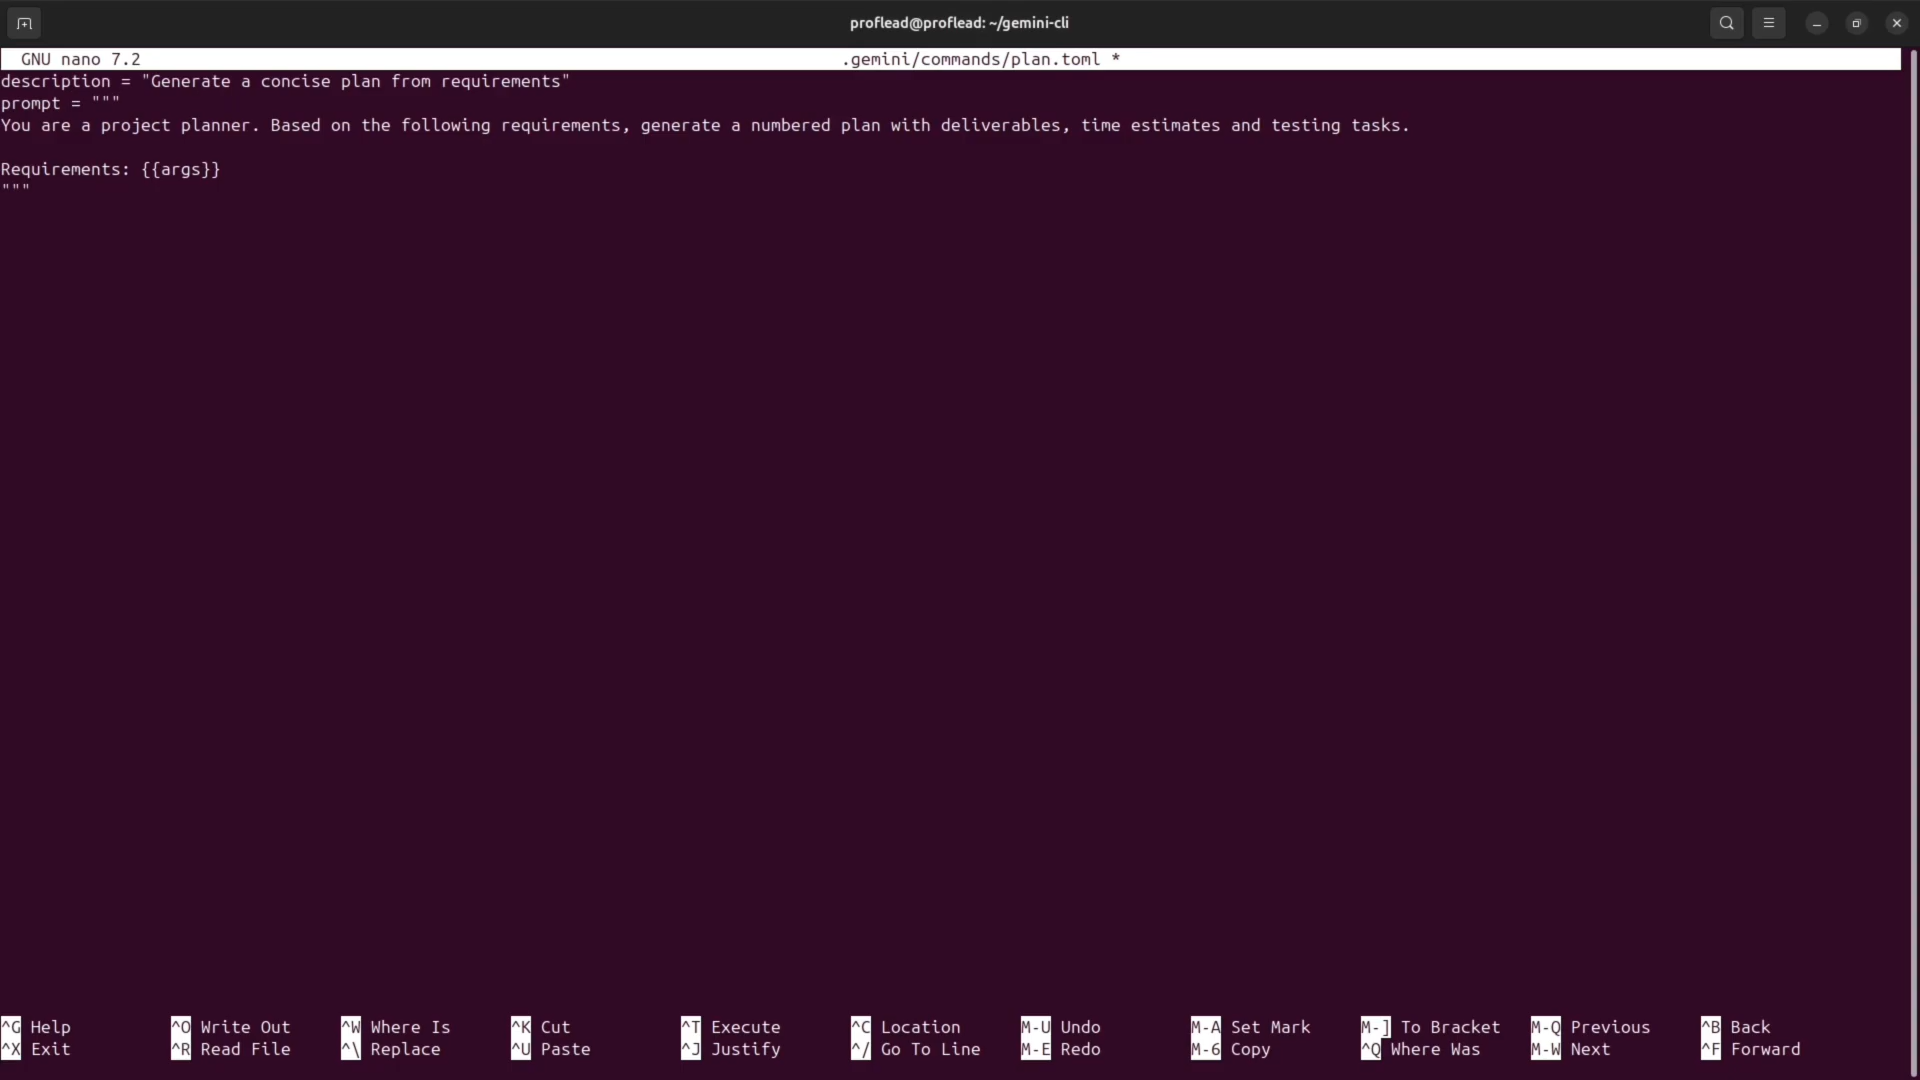 proflead@proflead: ~/gemini-cli
GNU nano 7.2 .gemini/commands/plan.toml *
description = "Generate a concise plan from requirements"
prompt = """
You are a project planner. Based on the following requirements, generate a numbered plan with deliverables, time estimates and testing tasks.
Requirements: {{args}}
"""
^G Help ^O Write Out ^W Where Is ^K Cut ^T Execute ^C Location M-U Undo M-A Set Mark M-] To Bracket M-Q Previous ^B Back
^X Exit ^R Read File ^\ Replace ^U Paste ^J Justify ^/ Go To Line M-E Redo M-6 Copy ^Q Where Was M-W Next ^F Forward